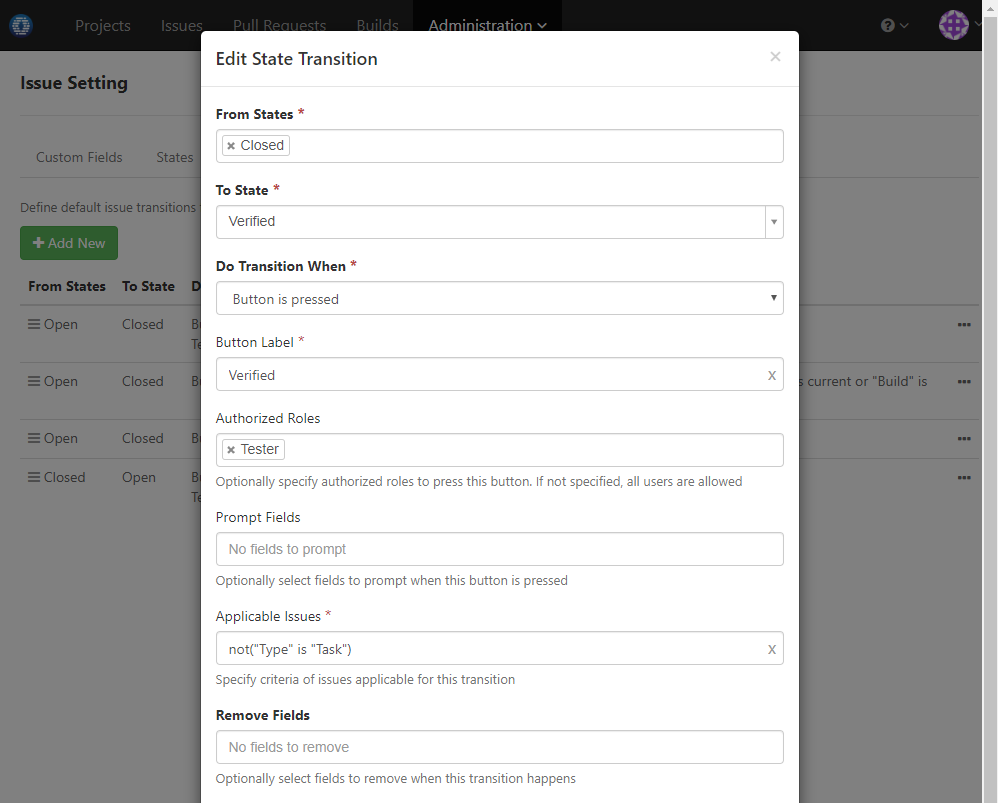 Projects Issues Pull Requests Builds Administration
Edit State Transition
Issue Setting
From States *
Closed
Custom Fields States
To State *
Define default issue transitions
Verified
Add New
Do Transition When *
From States To State D
Button is pressed
Open Closed
Button Label *
Open Closed
s current or "Build" is
Verified
Authorized Roles
Open Closed
Tester
Closed Open
Optionally specify authorized roles to press this button. If not specified, all users are allowed
Prompt Fields
No fields to prompt
Optionally select fields to prompt when this button is pressed
Applicable Issues *
not("Type" is "Task")
Specify criteria of issues applicable for this transition
Remove Fields
No fields to remove
Optionally select fields to remove when this transition happens